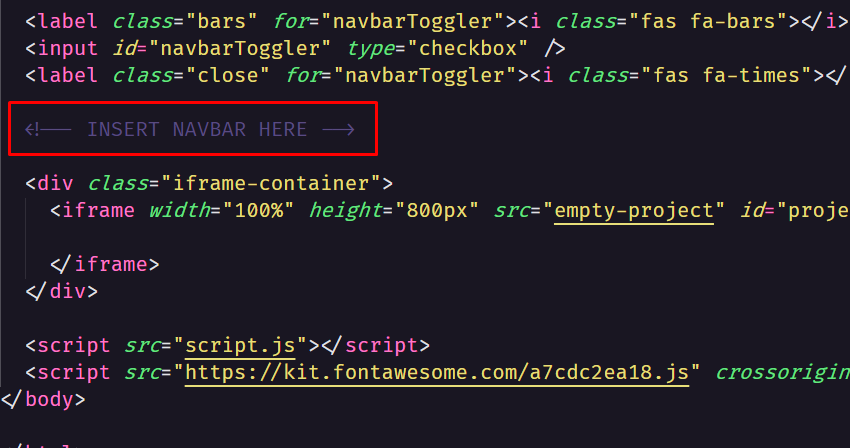 <label class="bars" for="navbarToggler"><i class="fas fa-bars"></i>
<input id="navbarToggler" type="checkbox" />
<label class="close" for="navbarToggler"><i class="fas fa-times"></
<!-- INSERT NAVBAR HERE -->
<div class="iframe-container">
<iframe width="100%" height="800px" src="empty-project" id="proje
</iframe>
</div>
<script src="script.js"></script>
<script src="https://kit.fontawesome.com/a7cdc2ea18.js" crossorigin
</body>
</html>